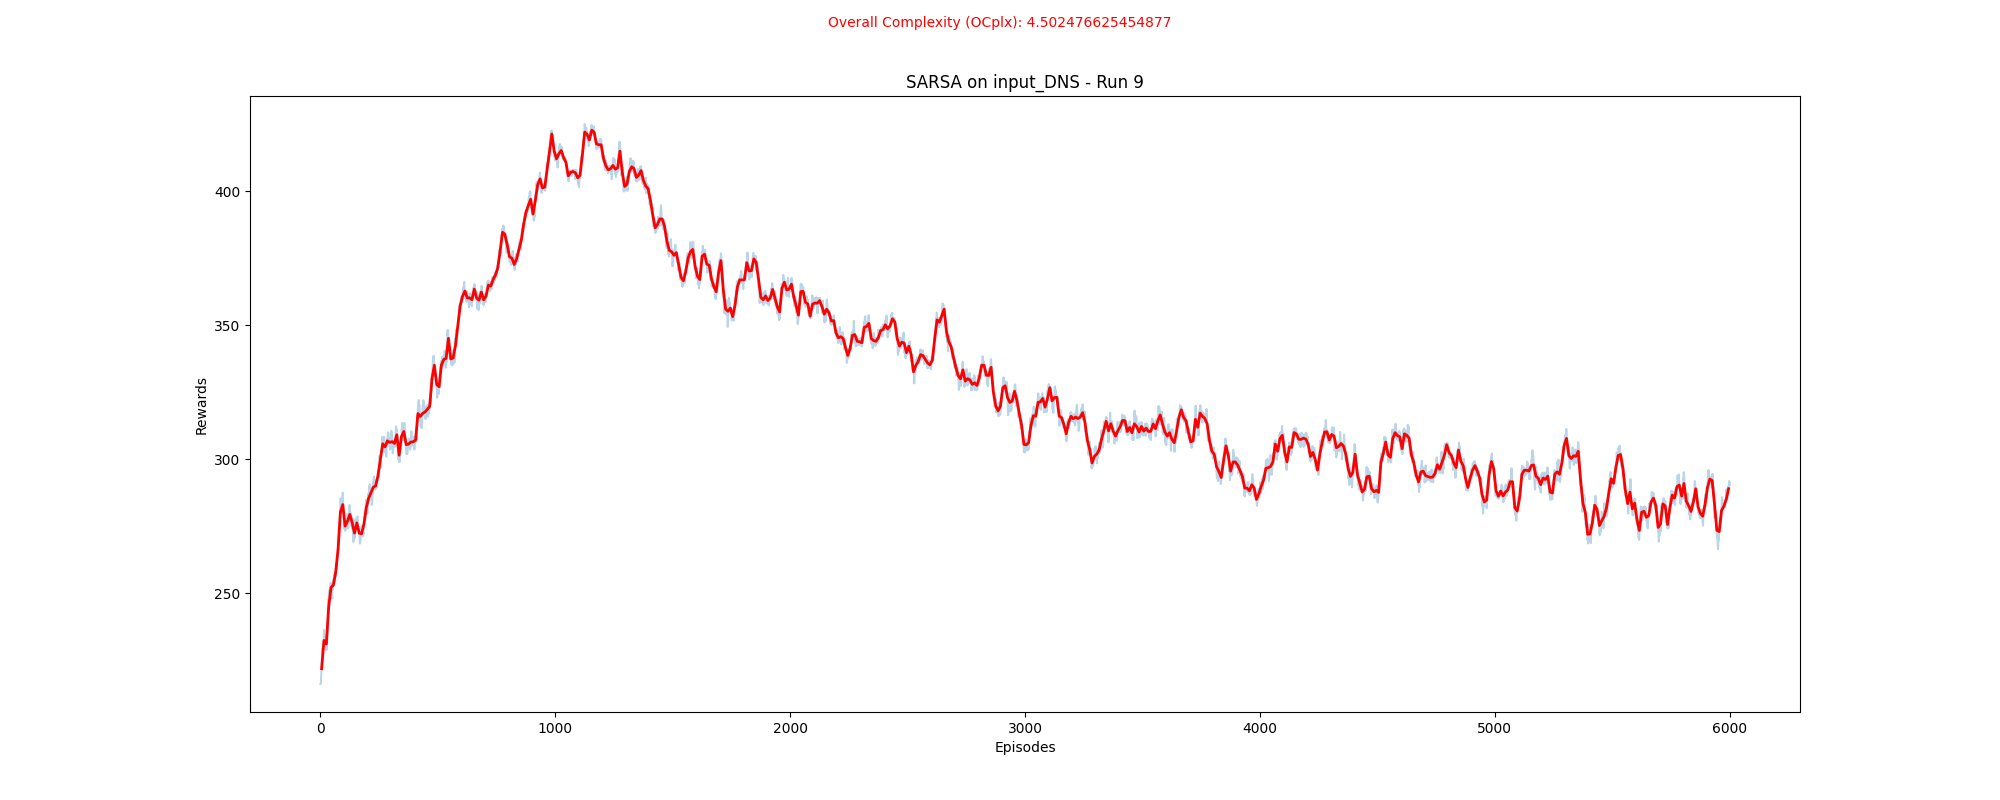 Overall Complexity (OCplx): 4.502476625454877
SARSA on input_DNS - Run 9
Rewards
400
350
300
250
0 1000 2000 3000 4000 5000 6000
Episodes